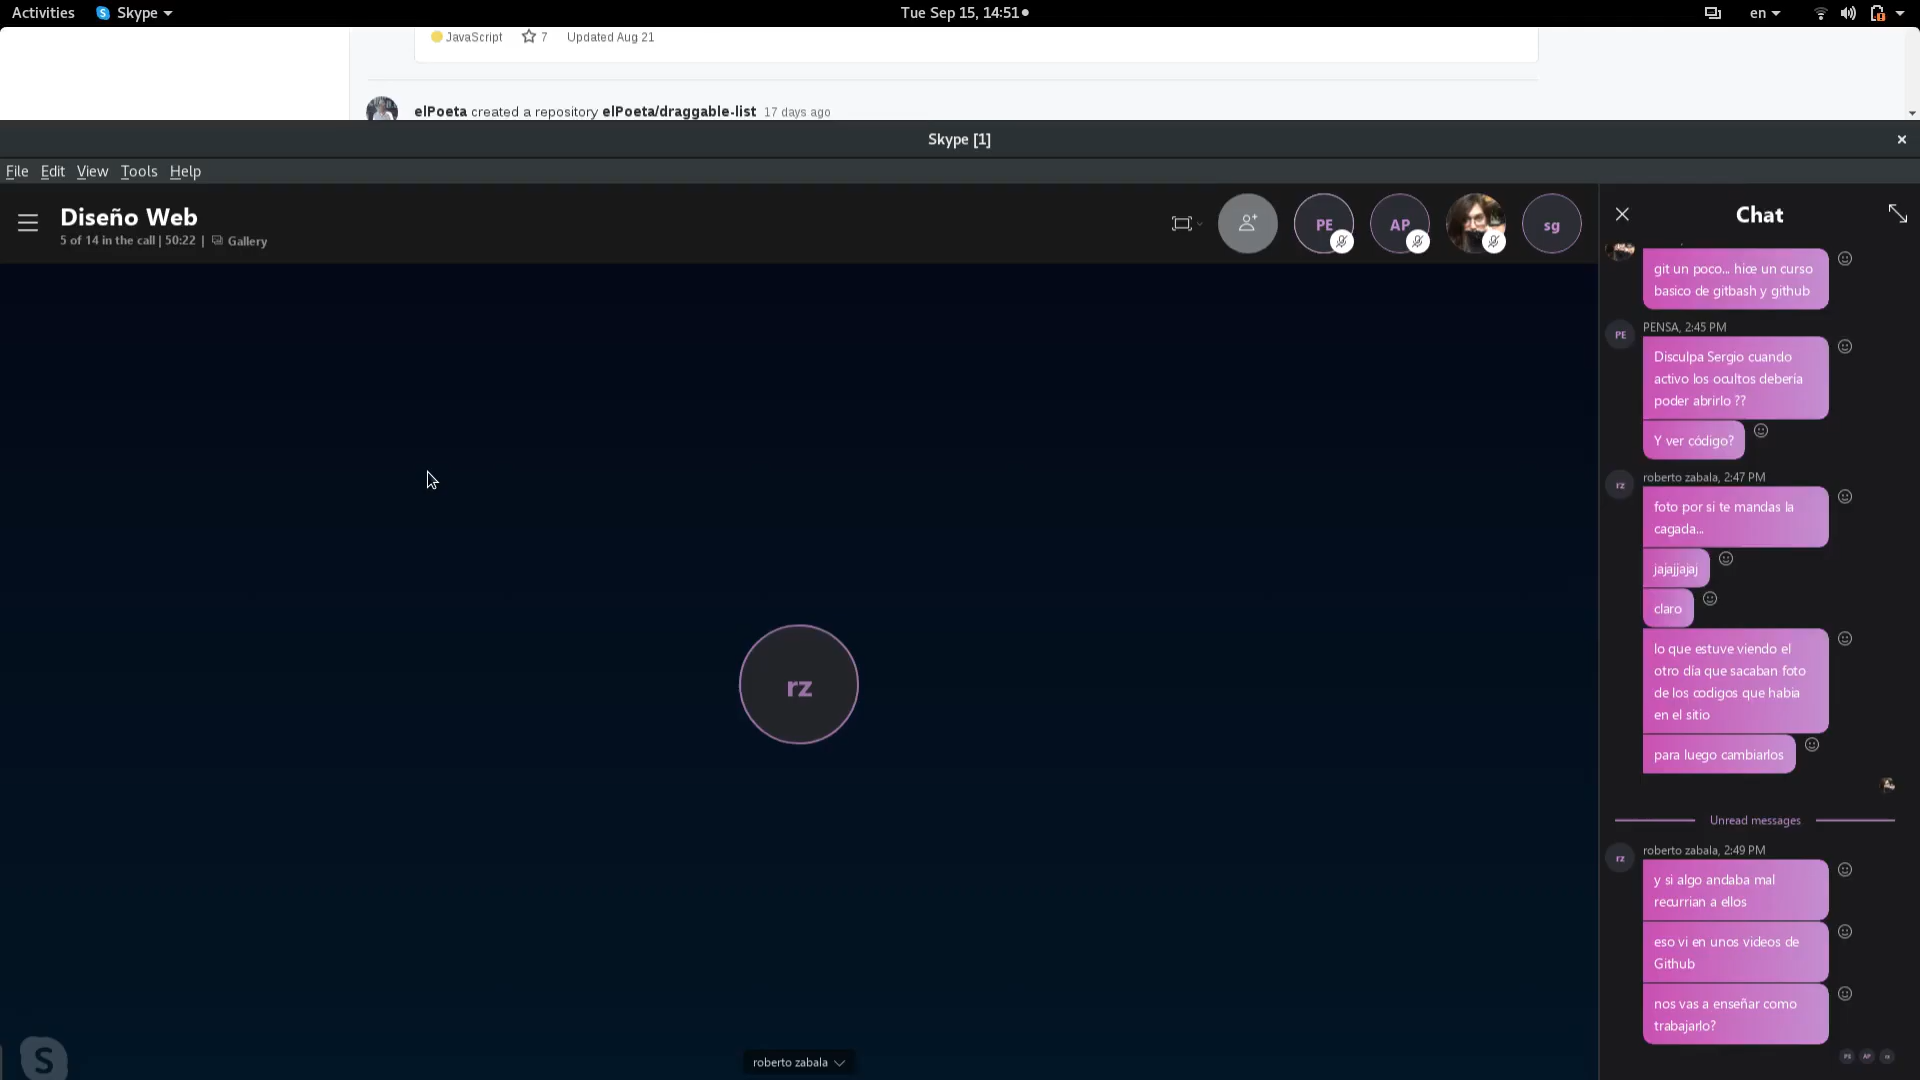 Activities Skype Tue Sep 15, 14:51 en
JavaScript 7 Updated Aug 21
elPoeta created a repository elPoeta/draggable-list 17 days ago
Skype [1]
File Edit View Tools Help
Diseño Web
5 of 14 in the call | 50:22 | Gallery
PE AP sg
rz
roberto zabala
Chat
git un poco... hice un curso
basico de gitbash y github
PE
PENSA, 2:45 PM
Disculpa Sergio cuando
activo los ocultos deberia
poder abrirlo ??
Y ver código?
rz
roberto zabala, 2:47 PM
foto por si te mandas la
cagada...
jajajjajaj
claro
lo que estuve viendo el
otro día que sacaban foto
de los codigos que habia
en el sitio
para luego cambiarlos
Unread messages
rz
roberto zabala, 2:49 PM
y si algo andaba mal
recurrian a ellos
eso vi en unos videos de
Github
nos vas a enseñar como
trabajarlo?
PE AP rz